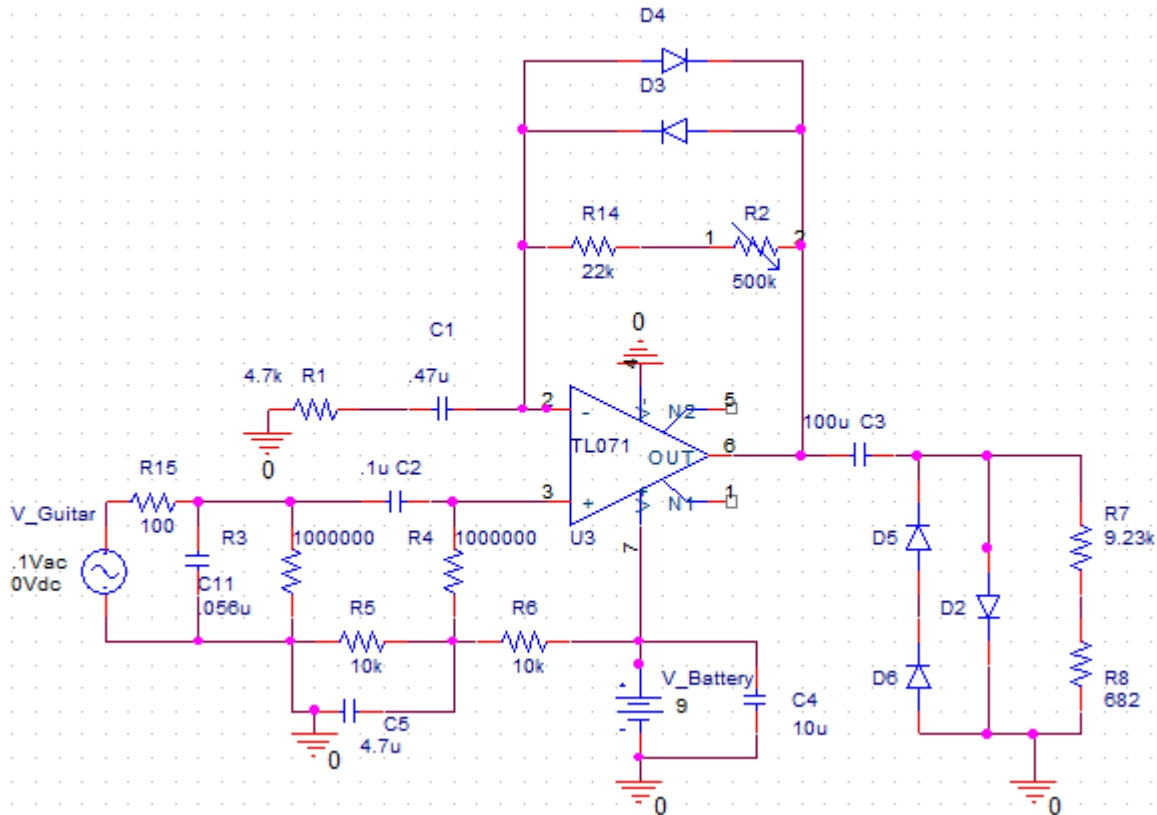 D4
D3
R14
R2
1
2
22k
500k
0
C1
4
4.7k
R1
.47u
2
-
V-
N2
5
0
TL071
OUT
6
100u C3
R15
.1u C2
3
+
V+
N1
1
V_Guitar
100
R3
1000000
R4
1000000
U3
R7
9.23k
D5
7
.1Vac
0Vdc
-
C11
.056u
R5
R6
D2
10k
10k
V_Battery
9
+
-
C4
10u
D6
R8
682
C5
4.7u
0
0
0